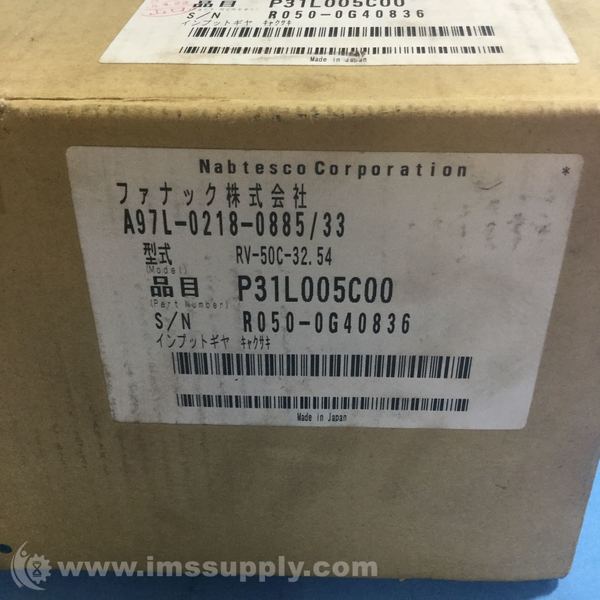 品目 P31L005C00
S/N R050-0G40836
インプットギヤ キャクサキ
Made in Japan
Nabtesco Corporation *
ファナック株式会社
A97L-0218-0885/33
型式 RV-50C-32.54
(Model)
品目 P31L005C00
(Part Number)
S/N R050-0G40836
インプットギヤ キャクサキ
Made in Japan
www.imssupply.com